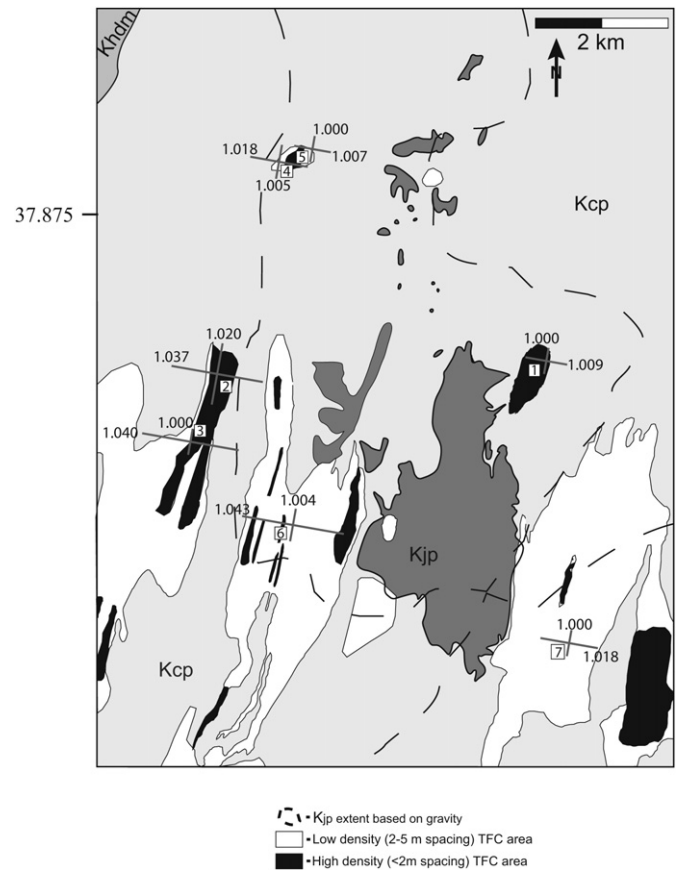 Khdm
2 km
N
1.000
1.018
5
1.007
4
1.005
37.875
Kcp
1.020
1.000
1.037
1.009
1
2
1.000
3
1.040
1.004
1.043
6
Kjp
1.000
7
1.018
Kcp
- Kjp extent based on gravity
- Low density (2-5 m spacing) TFC area
- High density (<2m spacing) TFC area